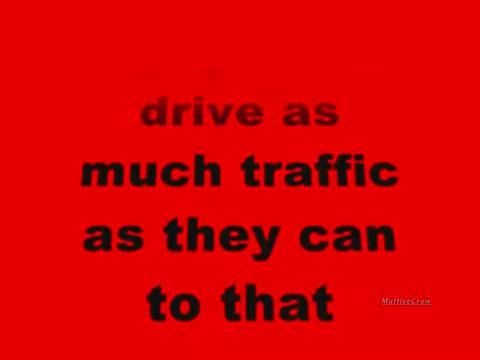 drive as
much traffic
as they can
to that
MuttleeCrew